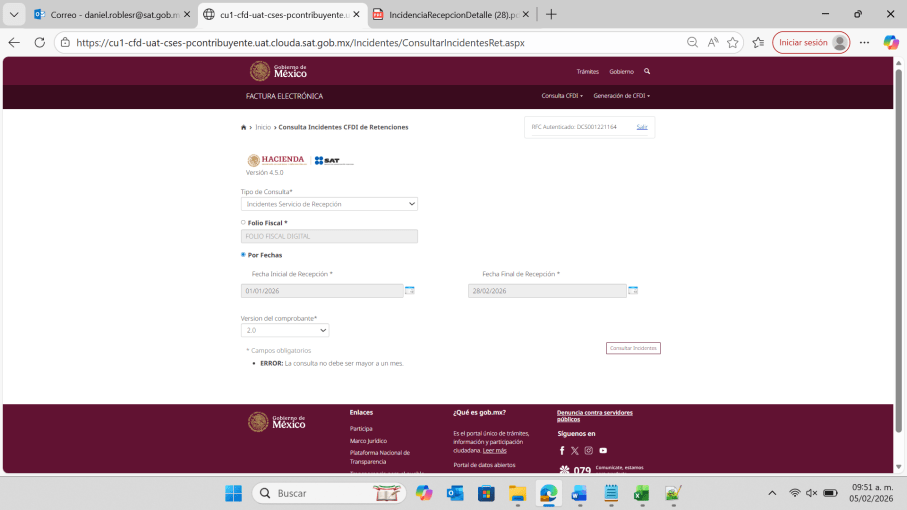 Correo - daniel.roblesr@sat.gob.m
cu1-cfd-uat-cses-pcontribuyente.u
IncidenciaRecepcionDetalle (28).pd
https://cu1-cfd-uat-cses-pcontribuyente.uat.clouda.sat.gob.mx/Incidentes/ConsultarIncidentesRet.aspx
Iniciar sesión
Gobierno de
México
Trámites
Gobierno
FACTURA ELECTRÓNICA
Consulta CFDI
Generación de CFDI
Inicio > Consulta Incidentes CFDI de Retenciones
RFC Autenticado: DCS001221164
Salir
HACIENDA
SAT
Versión 4.5.0
Tipo de Consulta*
Incidentes Servicio de Recepción
Folio Fiscal *
FOLIO FISCAL DIGITAL
Por Fechas
Fecha Inicial de Recepción *
Fecha Final de Recepción *
01/01/2026
28/02/2026
Version del comprobante*
2.0
* Campos obligatorios
Consultar Incidentes
ERROR: La consulta no debe ser mayor a un mes.
Gobierno de
México
Enlaces
Participa
Marco Jurídico
Plataforma Nacional de
Transparencia
¿Qué es gob.mx?
Es el portal único de trámites,
información y participación
ciudadana. Leer más
Portal de datos abiertos
Denuncia contra servidores
públicos
Síguenos en
079
Comunícate, estamos
Buscar
09:51 a. m.
05/02/2026